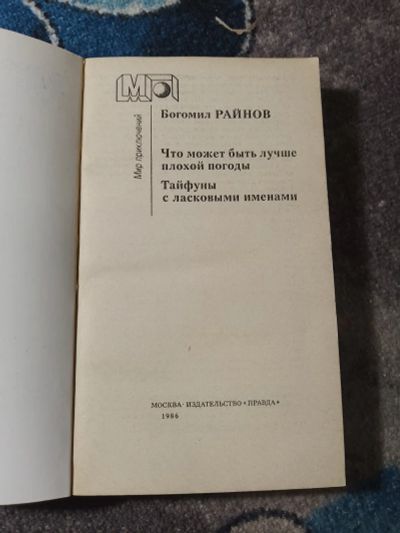 МП
Мир приключений
Богомил РАЙНОВ
Что может быть лучше
плохой погоды
Тайфуны
с ласковыми именами
МОСКВА· ИЗДАТЕЛЬСТВО «ПРАВДА»
1986